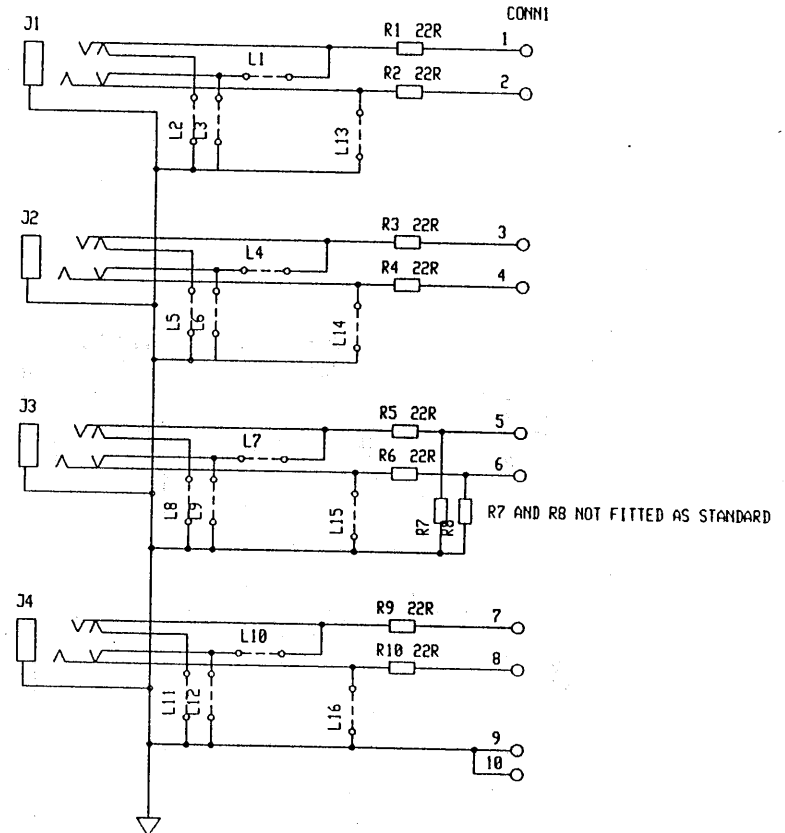 CONN1
J1
R1 22R
1
L1
R2 22R
2
L2
L3
L13
J2
R3 22R
3
L4
R4 22R
4
L5
L6
L14
J3
R5 22R
5
L7
R6 22R
6
L8
L9
L15
R7
R8
R7 AND R8 NOT FITTED AS STANDARD
J4
R9 22R
7
L10
R10 22R
8
L11
L12
L16
9
10